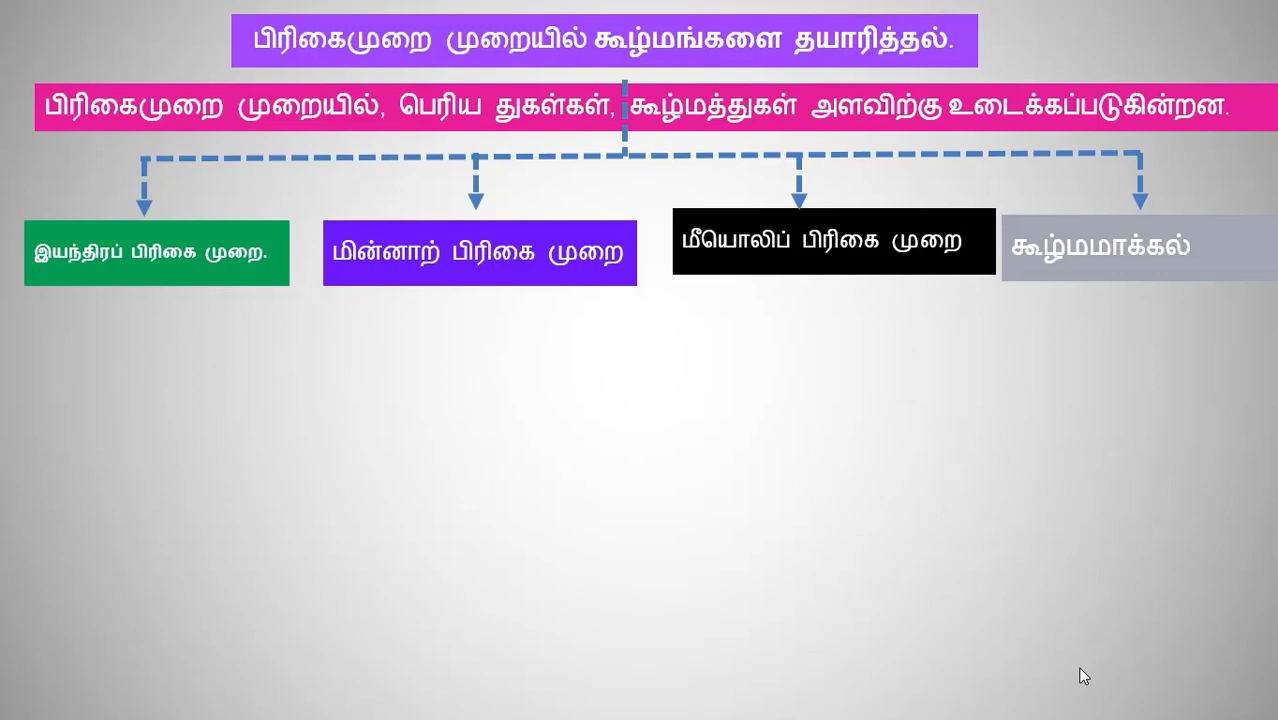 பிரிகைமுறை முறையில் கூழ்மங்களை தயாரித்தல்.
பிரிகைமுறை முறையில், பெரிய துகள்கள், கூழ்மத்துகள் அளவிற்கு உடைக்கப்படுகின்றன.
இயந்திரப் பிரிகை முறை.
மின்னாற் பிரிகை முறை
மீயொலிப் பிரிகை முறை
கூழ்மமாக்கல்